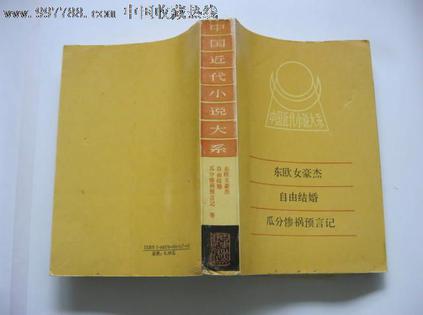 www.997788.com 中国收藏热线
中国近代小说大系
东欧女豪杰
自由结婚
瓜分惨祸预言记 等
中国近代小说大系
东欧女豪杰
自由结婚
瓜分惨祸预言记